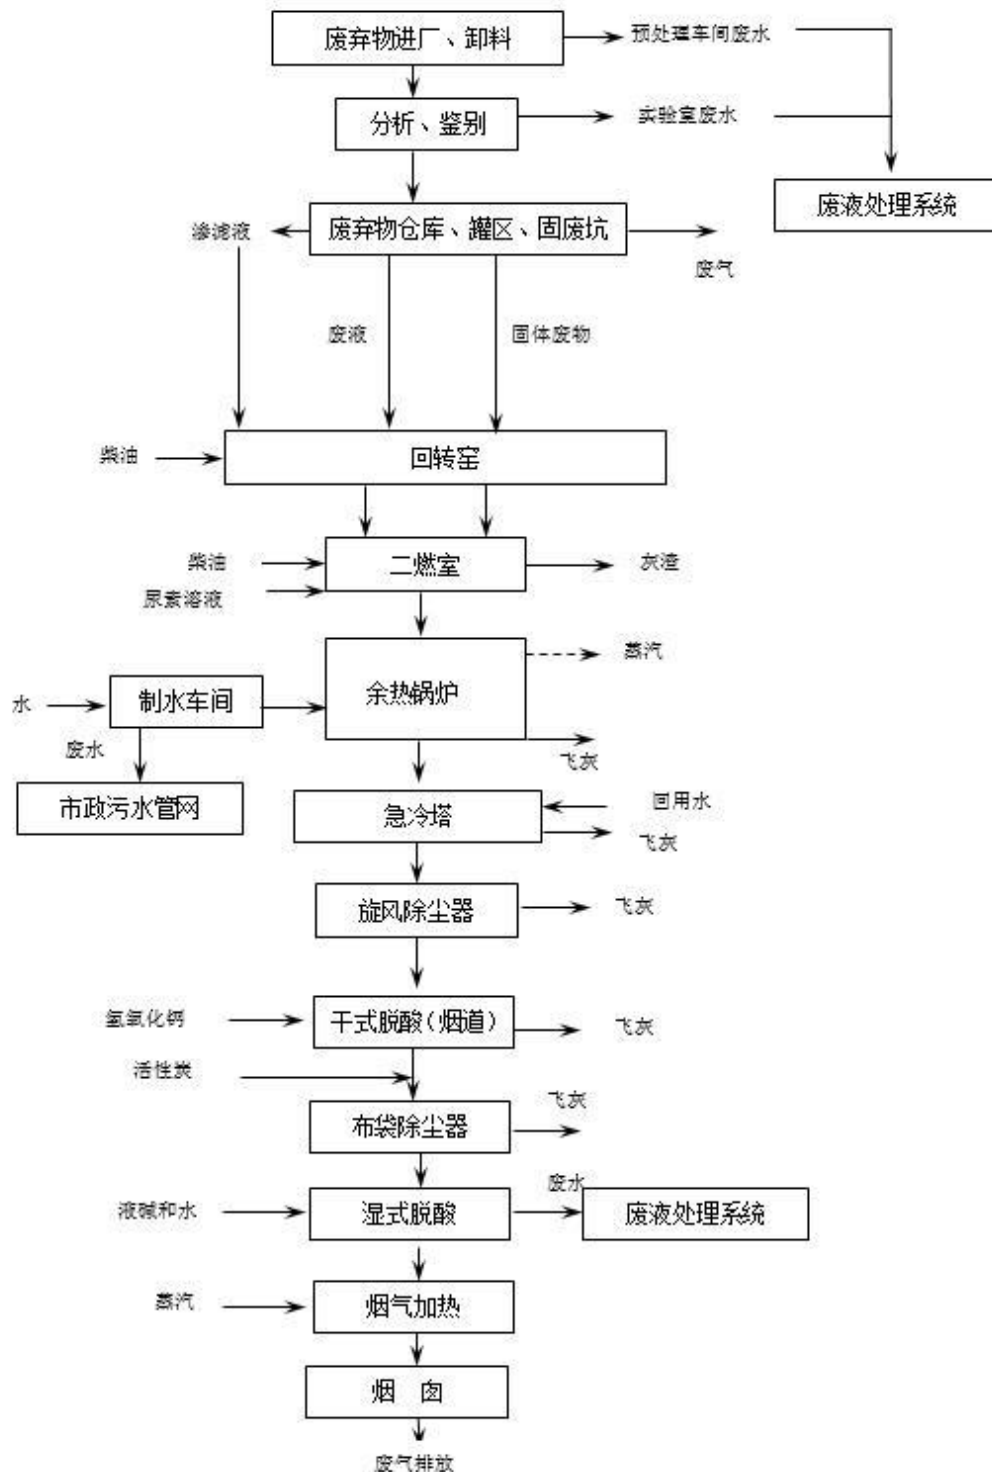 废弃物进厂、卸料
预处理车间废水
分析、鉴别
实验室废水
废液处理系统
渗滤液
废弃物仓库、罐区、固废坑
废气
废液
固体废物
柴油
回转窑
柴油
二燃室
灰渣
尿素溶液
蒸汽
余热锅炉
水
制水车间
废水
飞灰
市政污水管网
急冷塔
回用水
飞灰
旋风除尘器
飞灰
氢氧化钙
干式脱酸(烟道)
飞灰
活性炭
飞灰
布袋除尘器
废水
液碱和水
湿式脱酸
废液处理系统
蒸汽
烟气加热
烟 囱
废气排放